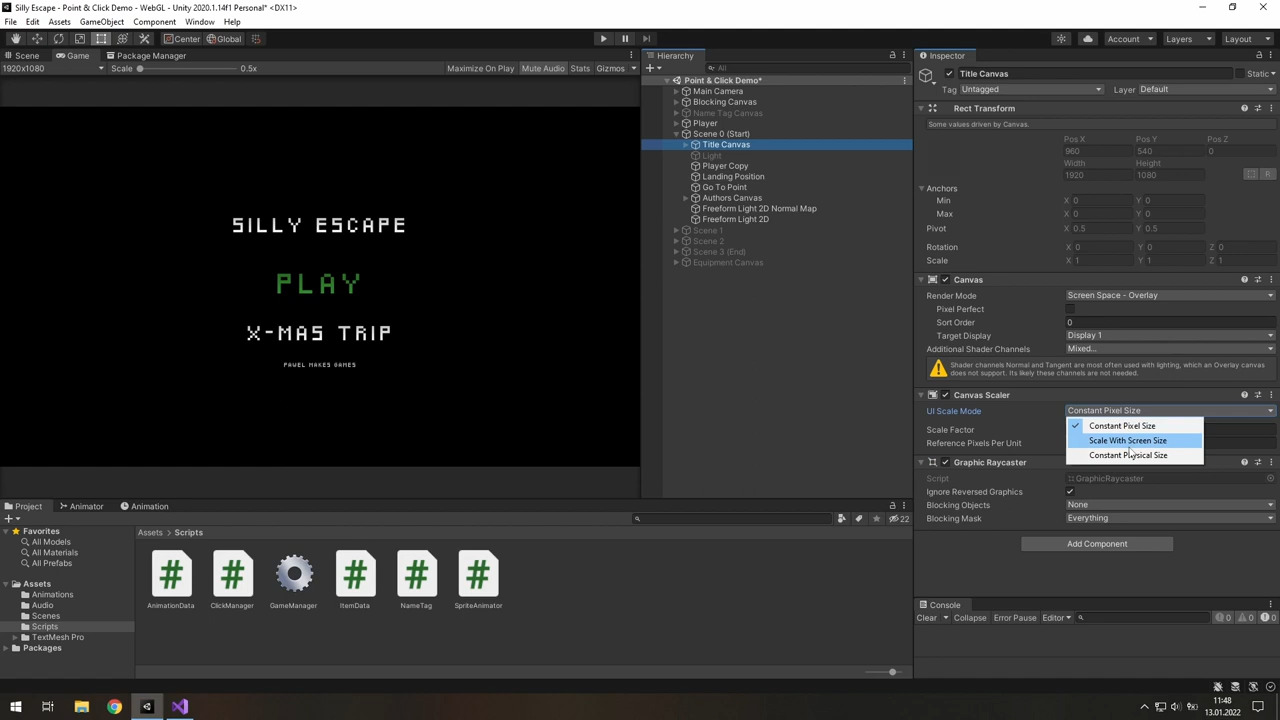 Silly Escape - Point & Click Demo - WebGL - Unity 2020.1.14f1 Personal* <DX11>
File Edit Assets GameObject Component Window Help
Center Global Account Layers Layout
Scene Game Package Manager
1920x1080 Scale 0.5x Maximize On Play Mute Audio Stats Gizmos
SILLY ESCAPE
PLAY
X-MAS TRIP
PAWEL MAKES GAMES
Hierarchy
All
Point & Click Demo*
Main Camera
Blocking Canvas
Name Tag Canvas
Player
Scene 0 (Start)
Title Canvas
Light
Player Copy
Landing Position
Go To Point
Authors Canvas
Freeform Light 2D Normal Map
Freeform Light 2D
Scene 1
Scene 2
Scene 3 (End)
Equipment Canvas
Inspector
Title Canvas Static
Tag Untagged Layer Default
Rect Transform
Some values driven by Canvas.
Pos X Pos Y Pos Z
960 540 0
Width Height
1920 1080 R
Anchors
Min X 0 Y 0
Max X 0 Y 0
Pivot X 0.5 Y 0.5
Rotation X 0 Y 0 Z 0
Scale X 1 Y 1 Z 1
Canvas
Render Mode Screen Space - Overlay
Pixel Perfect
Sort Order 0
Target Display Display 1
Additional Shader Channels Mixed...
Shader channels Normal and Tangent are most often used with lighting, which an Overlay canvas
does not support. Its likely these channels are not needed.
Canvas Scaler
UI Scale Mode Constant Pixel Size
Constant Pixel Size
Scale With Screen Size
Constant Physical Size
Scale Factor
Reference Pixels Per Unit
Graphic Raycaster
Script GraphicRaycaster
Ignore Reversed Graphics
Blocking Objects None
Blocking Mask Everything
Add Component
Project Animator Animation
22
Favorites
All Models
All Materials
All Prefabs
Assets
Animations
Audio
Scenes
Scripts
TextMesh Pro
Packages
Assets > Scripts
AnimationData ClickManager GameManager ItemData NameTag SpriteAnimator
Console
Clear Collapse Error Pause Editor 0 0 0
11:48
13.01.2022